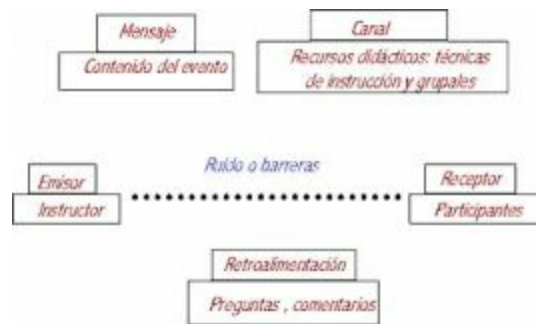 Mensaje
Contenido del evento
Canal
Recursos didácticos: técnicas
de instrucción y grupales
Ruido o barreras
Emisor
Instructor
Receptor
Participantes
Retroalimentación
Preguntas , comentarios